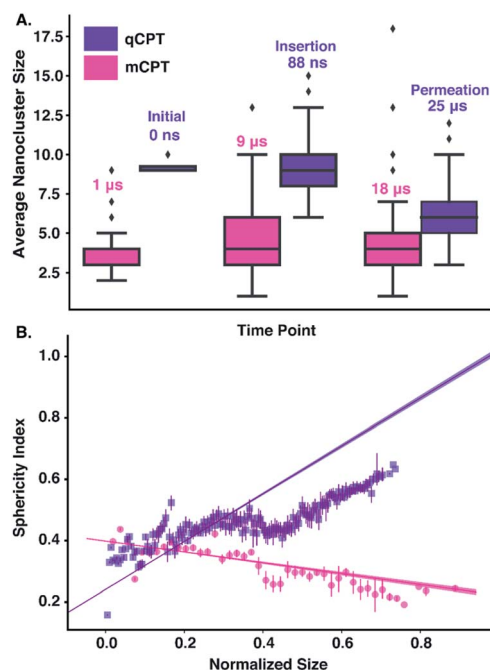 A.
Average Nanocluster Size
17.5
15.0
12.5
10.0
7.5
5.0
2.5
qCPT
mCPT
Initial
0 ns
Insertion
88 ns
Permeation
25 µs
1 µs
9 µs
18 µs
Time Point
B.
Sphericity Index
1.0
0.8
0.6
0.4
0.2
0.0
0.2
0.4
0.6
0.8
Normalized Size